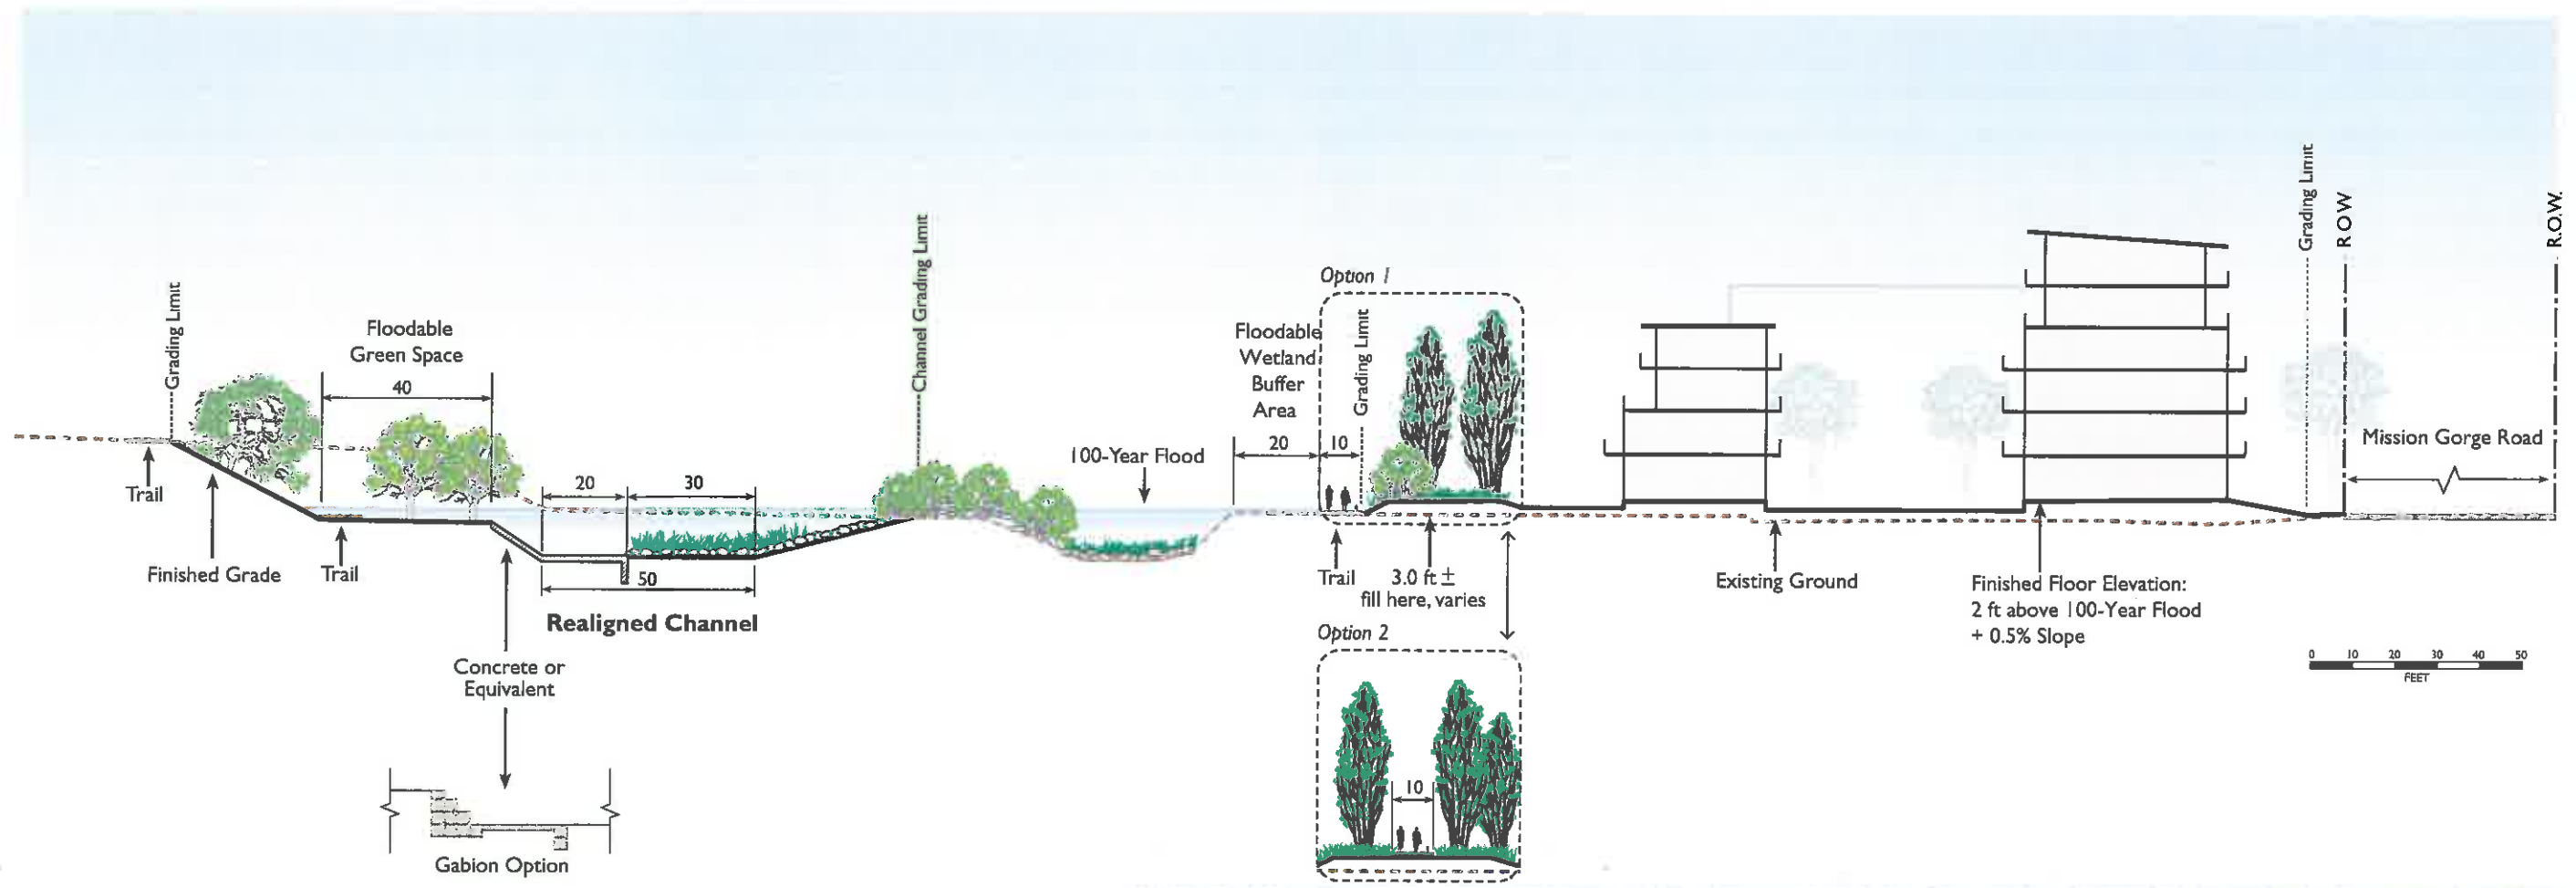 Grading Limit
Floodable
Green Space
40
Trail
Finished Grade
Trail
20
30
50
Realigned Channel
Concrete or
Equivalent
Gabion Option
Channel Grading Limit
100-Year Flood
Floodable
Wetland
Buffer
Area
20
Option 1
Grading Limit
10
Trail
3.0 ft ±
fill here, varies
Option 2
10
Existing Ground
Finished Floor Elevation:
2 ft above 100-Year Flood
+ 0.5% Slope
Grading Limit
ROW
R.O.W.
Mission Gorge Road
0 10 20 30 40 50
FEET